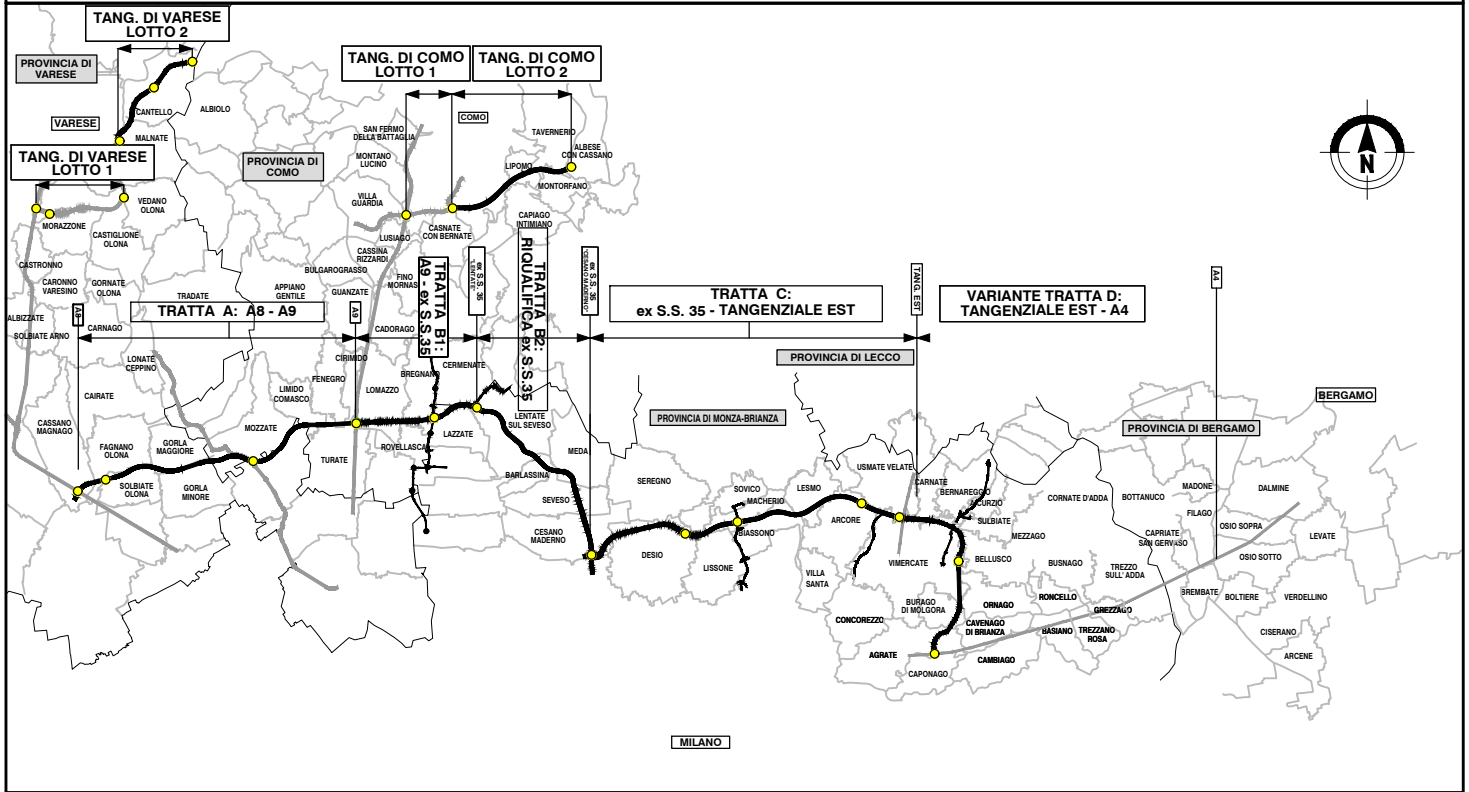 TANG. DI VARESE
LOTTO 2
PROVINCIA DI
VARESE
TANG. DI COMO
LOTTO 1
TANG. DI COMO
LOTTO 2
CANTELLO
ALBIOLO
VARESE
MALNATE
COMO
SAN FERMO
DELLA BATTAGLIA
TAVERNERIO
ALBESE
CON CASSANO
N
TANG. DI VARESE
LOTTO 1
PROVINCIA DI
COMO
MONTANO
LUCINO
LIPOMO
MONTORFANO
VILLA
GUARDIA
VEDANO
OLONA
MORAZZONE
CASTIGLIONE
OLONA
LUSIAGO
CASNATE
CON BERNATE
CAPIAGO
INTIMIANO
CASTRONNO
CASSINA
RIZZARDI
BULGAROGRASSO
FINO
MORNAS
CARONNO
VARESINO
GORNATE
OLONA
APPIANO
GENTILE
GUANZATE
TRADATE
ALBIZZATE
SOLBIATE ARNO
CARNAGO
A8
TRATTA A: A8 - A9
A9
CADORAGO
TRATTA B1:
A9 - ex S.S.35
ex S.S. 35
"LENTATE"
TRATTA B2:
RIQUALIFICA ex S.S.35
ex S.S. 35
"CESANO MADERNO"
TRATTA C:
ex S.S. 35 - TANGENZIALE EST
TANG. EST
VARIANTE TRATTA D:
TANGENZIALE EST - A4
A4
PROVINCIA DI LECCO
LONATE
CEPPINO
CIRIMIDO
FENEGRO
BREGNANO
CERMENATE
LIMIDO
COMASCO
LOMAZZO
CAIRATE
CASSANO
MAGNAGO
MOZZATE
LAZZATE
LENTATE
SUL SEVESO
PROVINCIA DI MONZA-BRIANZA
BERGAMO
PROVINCIA DI BERGAMO
FAGNANO
OLONA
GORLA
MAGGIORE
ROVELLASCA
TURATE
MEDA
SOLBIATE
OLONA
GORLA
MINORE
BARLASSINA
SEVESO
SEREGNO
SOVICO
MACHERIO
LESMO
USMATE VELATE
CARNATE
BERNAREGGIO
CORNATE D'ADDA
BOTTANUCO
MADONE
DALMINE
FILAGO
CESANO
MADERNO
DESIO
BIASSONO
ARCORE
SULBIATE
MEZZAGO
CAPRIATE
SAN GERVASO
OSIO SOPRA
LEVATE
LISSONE
VILLA
SANTA
VIMERCATE
BELLUSCO
BUSNAGO
TREZZO
SULL' ADDA
OSIO SOTTO
BURAGO
DI MOLGORA
ORNAGO
RONCELLO
GREZZAGO
BREMBATE
BOLTIERE
VERDELLINO
CONCOREZZO
CAVENAGO
DI BRIANZA
BASIANO
TREZZANO
ROSA
CISERANO
ARCENE
AGRATE
CAMBIAGO
CAPONAGO
MILANO